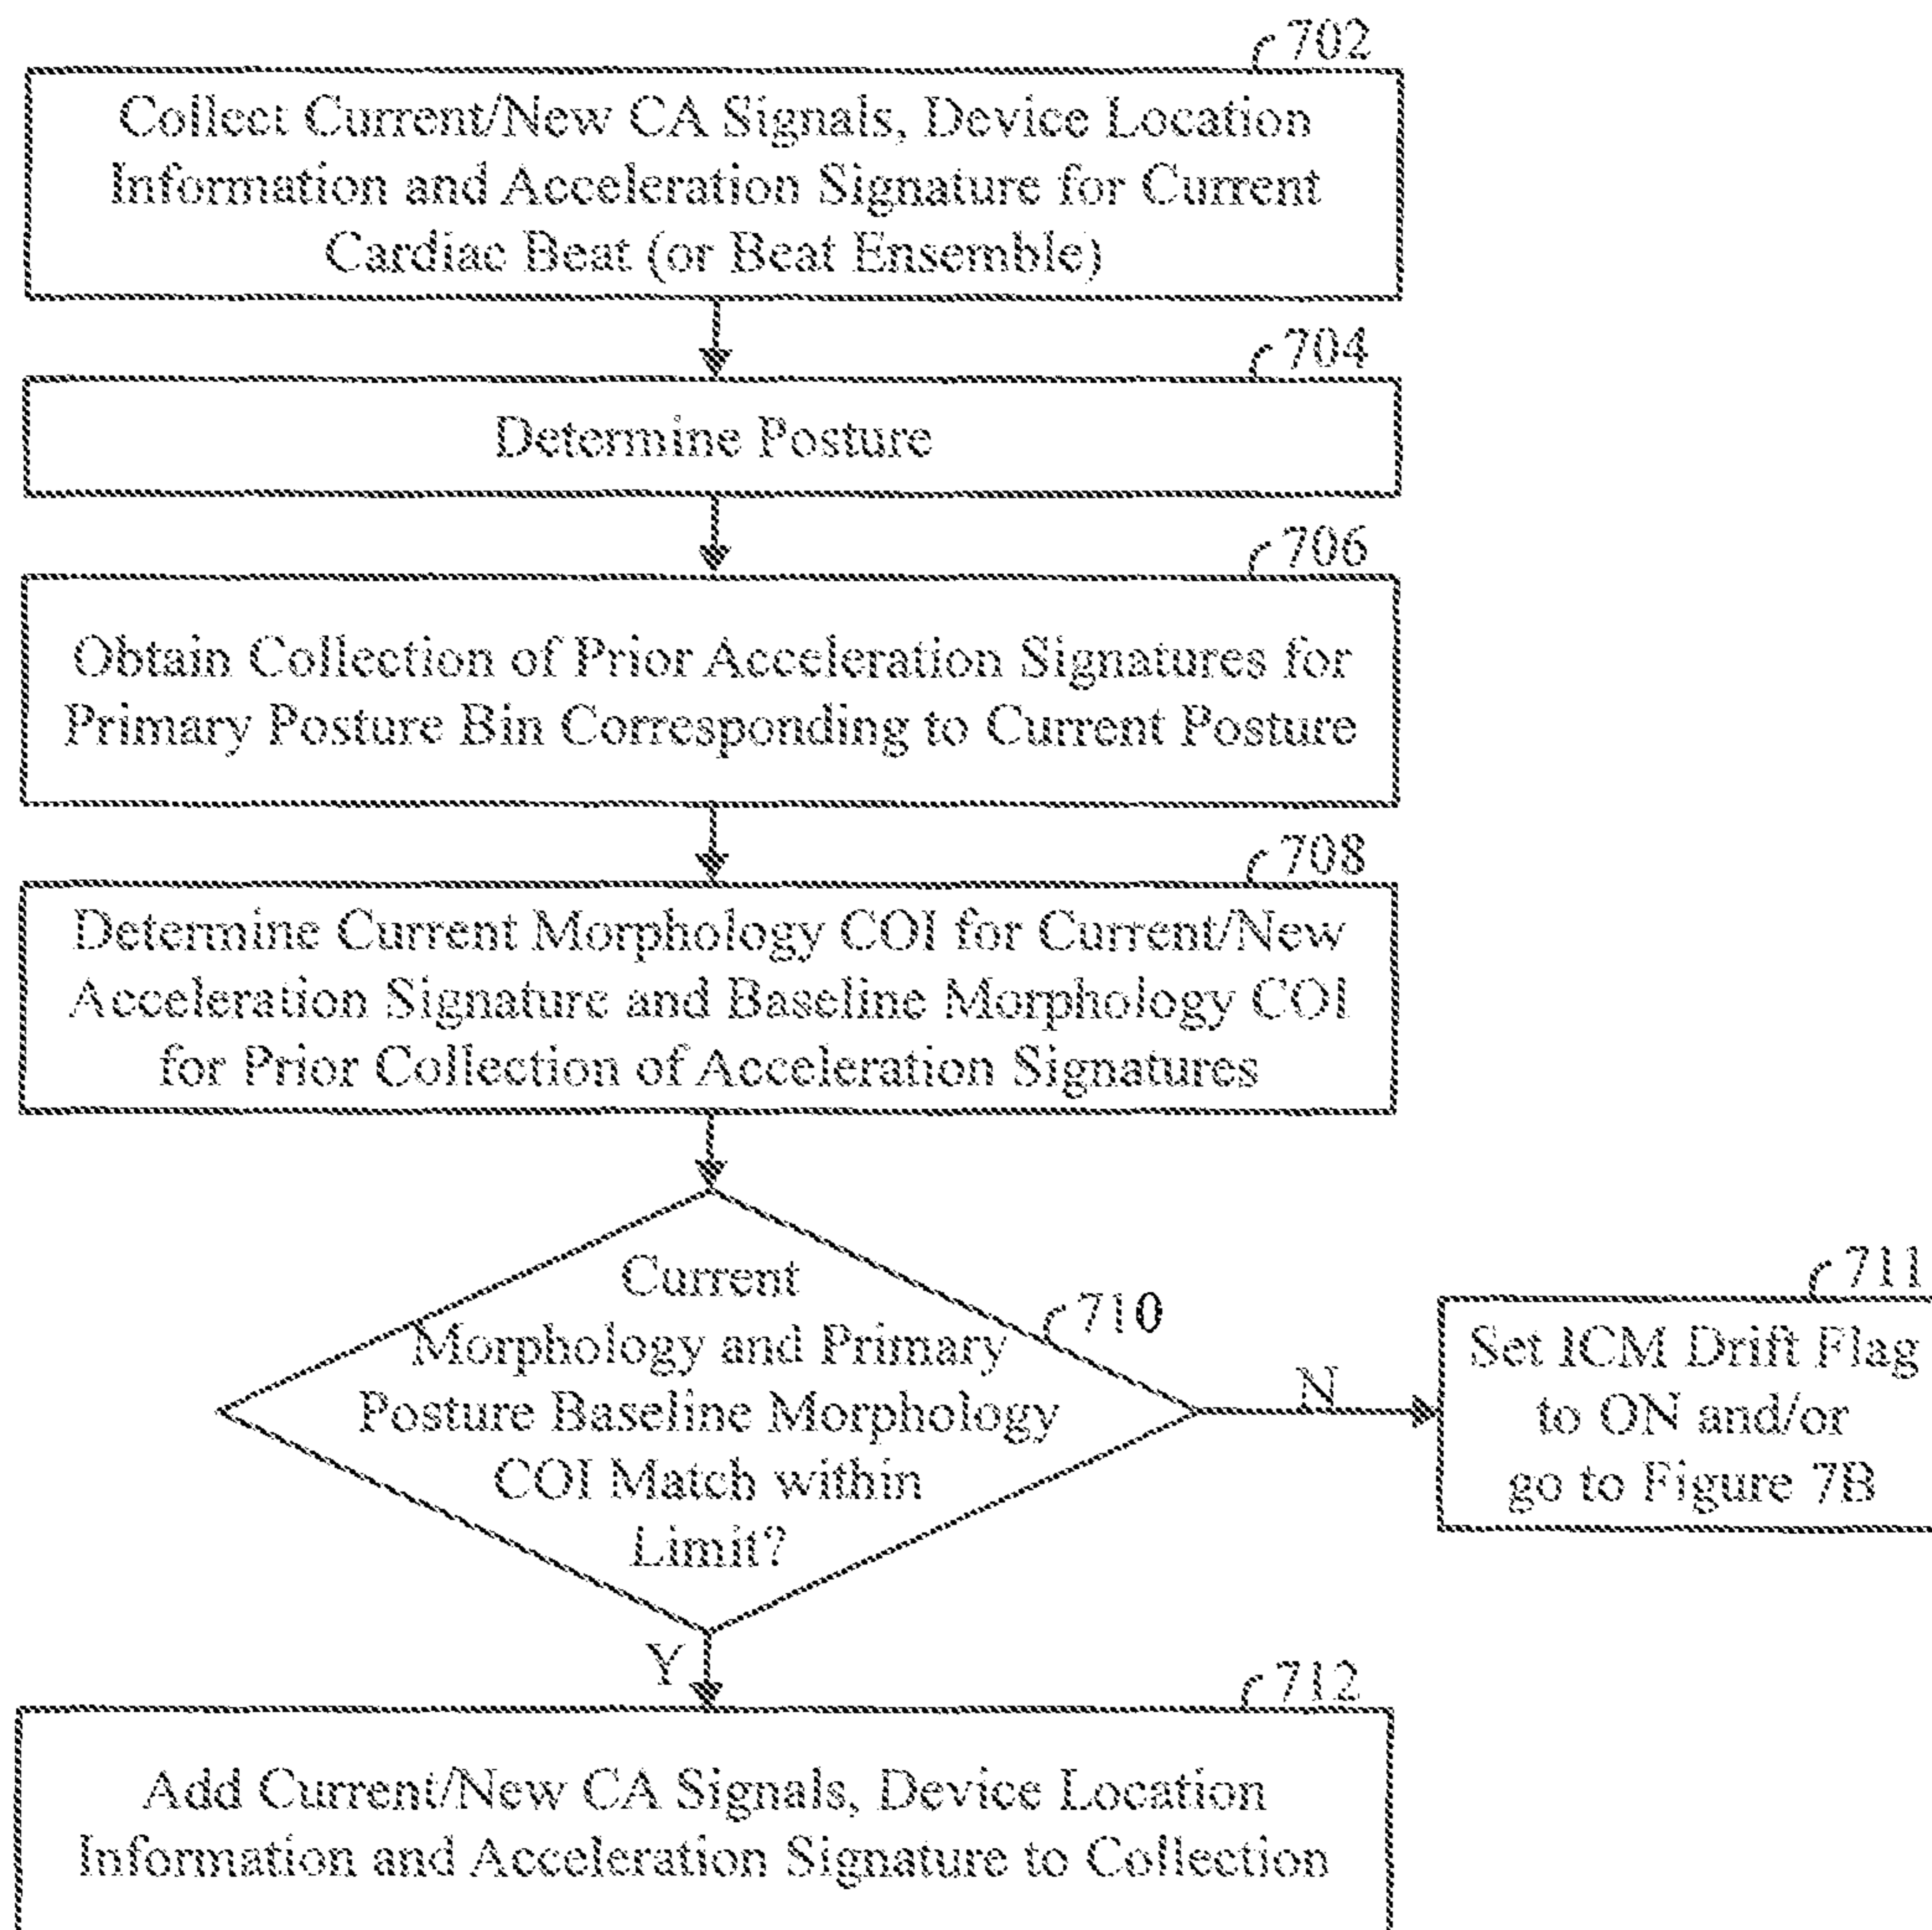 702
Collect Current/New CA Signals, Device Location
Information and Acceleration Signature for Current
Cardiac Beat (or Beat Ensemble)
704
Determine Posture
706
Obtain Collection of Prior Acceleration Signatures for
Primary Posture Bin Corresponding to Current Posture
708
Determine Current Morphology COI for Current/New
Acceleration Signature and Baseline Morphology COI
for Prior Collection of Acceleration Signatures
710
Current
Morphology and Primary
Posture Baseline Morphology
COI Match within
Limit?
N
711
Set ICM Drift Flag
to ON and/or
go to Figure 7B
Y
712
Add Current/New CA Signals, Device Location
Information and Acceleration Signature to Collection